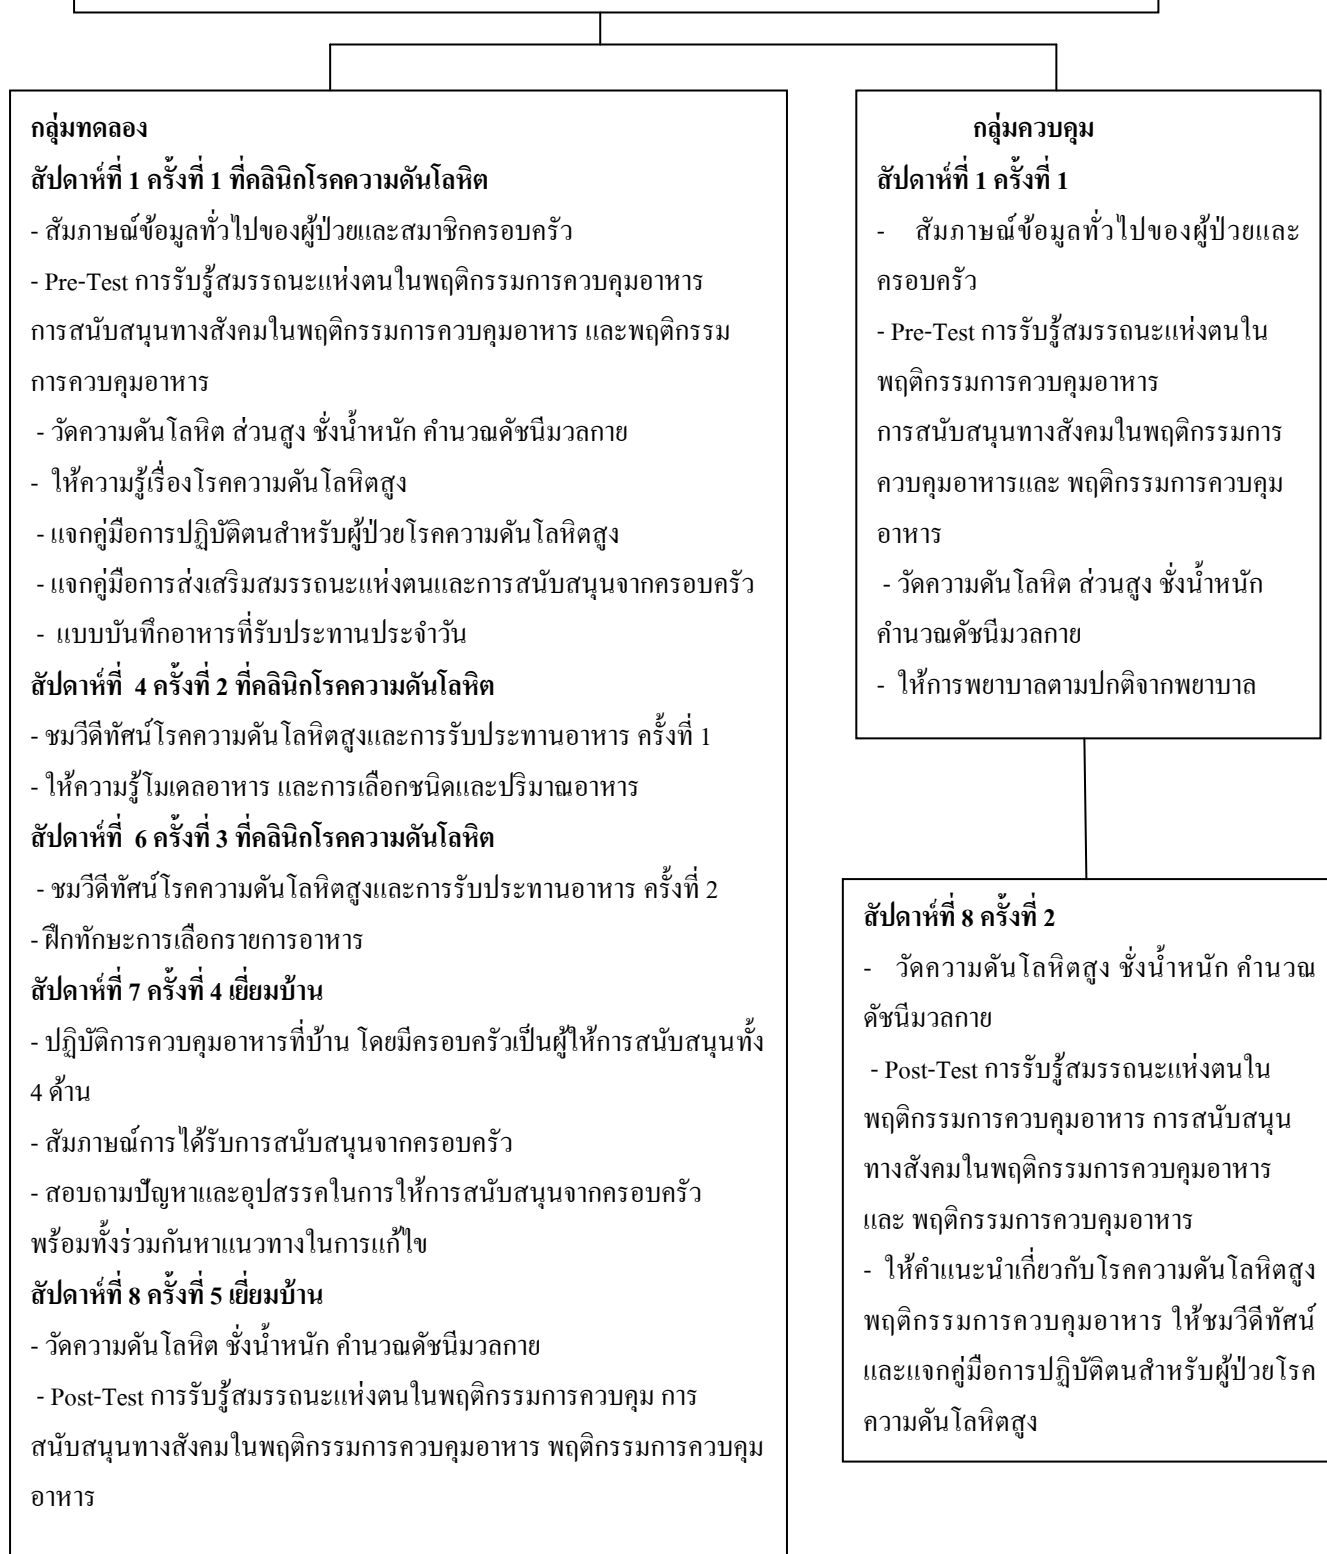 กลุ่มทดลอง
สัปดาห์ที่ 1 ครั้งที่ 1 ที่คลินิกโรคความดันโลหิต
- สัมภาษณ์ข้อมูลทั่วไปของผู้ป่วยและสมาชิกครอบครัว
- Pre-Test การรับรู้สมรรถนะแห่งตนในพฤติกรรมการควบคุมอาหาร
การสนับสนุนทางสังคมในพฤติกรรมการควบคุมอาหาร และพฤติกรรม
การควบคุมอาหาร
- วัดความดันโลหิต ส่วนสูง ชั่งน้ำหนัก คำนวณดัชนีมวลกาย
- ให้ความรู้เรื่องโรคความดันโลหิตสูง
- แจกคู่มือการปฏิบัติตนสำหรับผู้ป่วยโรคความดันโลหิตสูง
- แจกคู่มือการส่งเสริมสมรรถนะแห่งตนและการสนับสนุนจากครอบครัว
- แบบบันทึกอาหารที่รับประทานประจำวัน
สัปดาห์ที่ 4 ครั้งที่ 2 ที่คลินิกโรคความดันโลหิต
- ชมวีดีทัศน์โรคความดันโลหิตสูงและการรับประทานอาหาร ครั้งที่ 1
- ให้ความรู้โมเดลอาหาร และการเลือกชนิดและปริมาณอาหาร
สัปดาห์ที่ 6 ครั้งที่ 3 ที่คลินิกโรคความดันโลหิต
- ชมวีดีทัศน์โรคความดันโลหิตสูงและการรับประทานอาหาร ครั้งที่ 2
- ฝึกทักษะการเลือกรายการอาหาร
สัปดาห์ที่ 7 ครั้งที่ 4 เยี่ยมบ้าน
- ปฏิบัติการควบคุมอาหารที่บ้าน โดยมีครอบครัวเป็นผู้ให้การสนับสนุนทั้ง
4 ด้าน
- สัมภาษณ์การได้รับการสนับสนุนจากครอบครัว
- สอบถามปัญหาและอุปสรรคในการให้การสนับสนุนจากครอบครัว
พร้อมทั้งร่วมกันหาแนวทางในการแก้ไข
สัปดาห์ที่ 8 ครั้งที่ 5 เยี่ยมบ้าน
- วัดความดันโลหิต ชั่งน้ำหนัก คำนวณดัชนีมวลกาย
- Post-Test การรับรู้สมรรถนะแห่งตนในพฤติกรรมการควบคุม การ
สนับสนุนทางสังคมในพฤติกรรมการควบคุมอาหาร พฤติกรรมการควบคุม
อาหาร
กลุ่มควบคุม
สัปดาห์ที่ 1 ครั้งที่ 1
- สัมภาษณ์ข้อมูลทั่วไปของผู้ป่วยและ
ครอบครัว
- Pre-Test การรับรู้สมรรถนะแห่งตนใน
พฤติกรรมการควบคุมอาหาร
การสนับสนุนทางสังคมในพฤติกรรมการ
ควบคุมอาหารและ พฤติกรรมการควบคุม
อาหาร
- วัดความดันโลหิต ส่วนสูง ชั่งน้ำหนัก
คำนวณดัชนีมวลกาย
- ให้การพยาบาลตามปกติจากพยาบาล
สัปดาห์ที่ 8 ครั้งที่ 2
- วัดความดันโลหิตสูง ชั่งน้ำหนัก คำนวณ
ดัชนีมวลกาย
- Post-Test การรับรู้สมรรถนะแห่งตนใน
พฤติกรรมการควบคุมอาหาร การสนับสนุน
ทางสังคมในพฤติกรรมการควบคุมอาหาร
และ พฤติกรรมการควบคุมอาหาร
- ให้คำแนะนำเกี่ยวกับโรคความดันโลหิตสูง
พฤติกรรมการควบคุมอาหาร ให้ชมวีดีทัศน์
และแจกคู่มือการปฏิบัติตนสำหรับผู้ป่วยโรค
ความดันโลหิตสูง